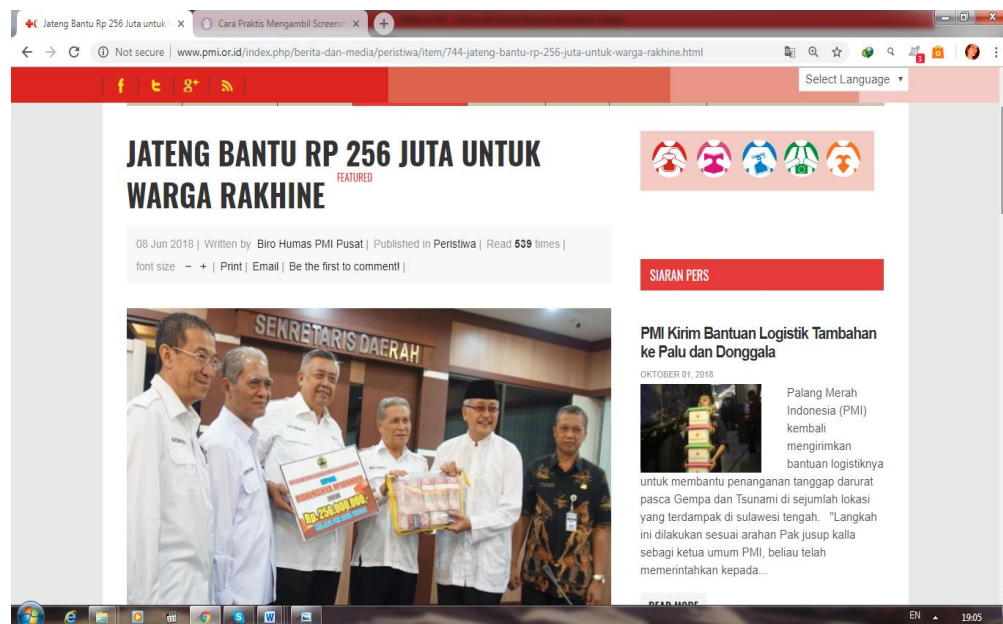 Jateng Bantu Rp 256 Juta untuk
Cara Praktis Mengambil Screensh
Not secure | www.pmi.or.id/index.php/berita-dan-media/peristiwa/item/744-jateng-bantu-rp-256-juta-untuk-warga-rakhine.html
3
Select Language
JATENG BANTU RP 256 JUTA UNTUK
WARGA RAKHINE
FEATURED
08 Jun 2018 | Written by Biro Humas PMI Pusat | Published in Peristiwa | Read 539 times |
font size − + | Print | Email | Be the first to comment! |
SEKRETARIS DAERAH
ROHINGNYA MYANMAR
Rp.256.000.000,-
SIARAN PERS
PMI Kirim Bantuan Logistik Tambahan
ke Palu dan Donggala
OKTOBER 01, 2018
Palang Merah
Indonesia (PMI)
kembali
mengirimkan
bantuan logistiknya
untuk membantu penanganan tanggap darurat
pasca Gempa dan Tsunami di sejumlah lokasi
yang terdampak di sulawesi tengah. "Langkah
ini dilakukan sesuai arahan Pak jusup kalla
sebagi ketua umum PMI, beliau telah
memerintahkan kepada...
READ MORE
EN
19:05